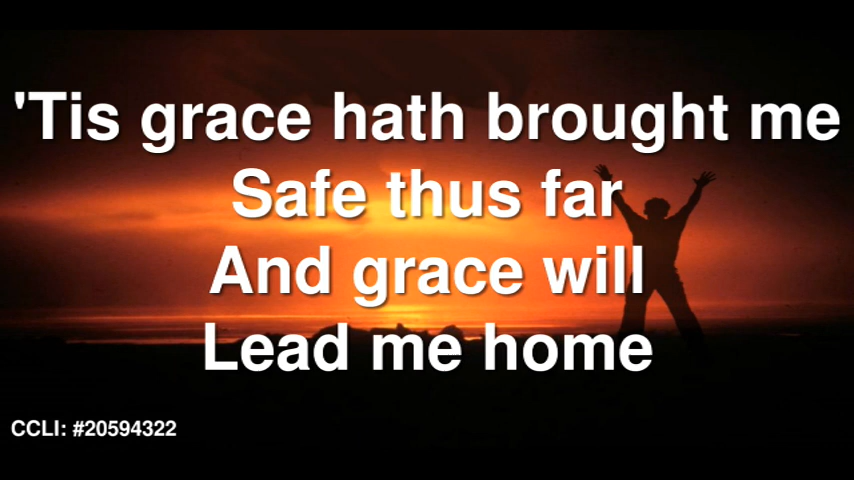 'Tis grace hath brought me
Safe thus far
And grace will
Lead me home
CCLI: #20594322